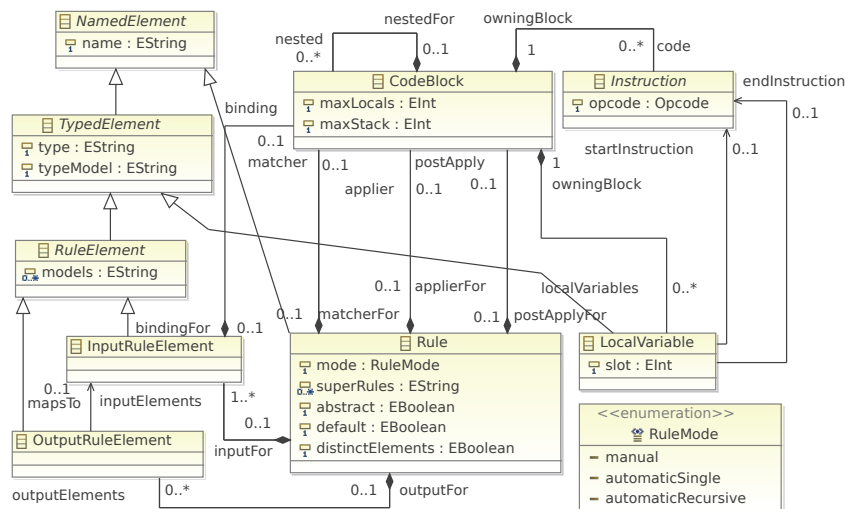 NamedElement
name : EString
TypedElement
type : EString
typeModel : EString
RuleElement
models : EString
0..*
InputRuleElement
OutputRuleElement
CodeBlock
maxLocals : EInt
maxStack : EInt
Instruction
opcode : Opcode
Rule
mode : RuleMode
superRules : EString
0..*
abstract : EBoolean
default : EBoolean
distinctElements : EBoolean
LocalVariable
slot : EInt
<<enumeration>>
RuleMode
manual
automaticSingle
automaticRecursive
nestedFor
0..1
nested
0..*
owningBlock
1
0..*
code
endInstruction
0..1
startInstruction
0..1
binding
0..1
bindingFor
0..1
matcher
0..1
matcherFor
0..1
applier
0..1
applierFor
0..1
postApply
0..1
postApplyFor
0..1
1
owningBlock
localVariables
0..*
0..1
mapsTo
inputElements
1..*
0..1
inputFor
outputElements
0..*
0..1
outputFor